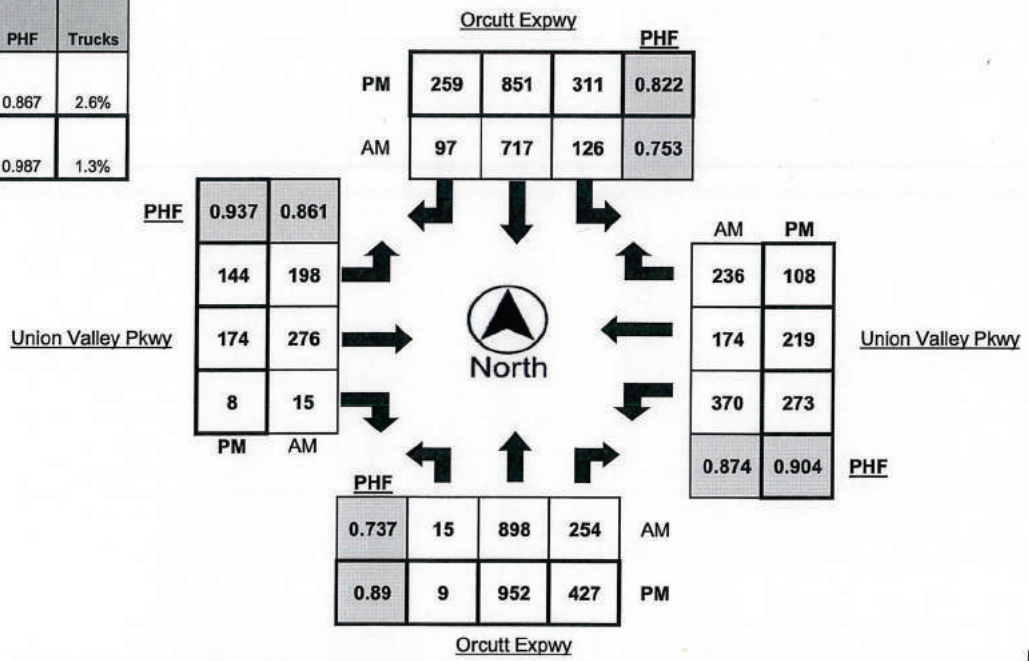 PHF Trucks
0.867 2.6%
0.987 1.3%
Orcutt Expwy
PHF
PM 259 851 311 0.822
AM 97 717 126 0.753
PHF 0.937 0.861
144 198
Union Valley Pkwy 174 276
8 15
PM AM
North
AM PM
236 108
174 219 Union Valley Pkwy
370 273
0.874 0.904 PHF
PHF
0.737 15 898 254 AM
0.89 9 952 427 PM
Orcutt Expwy